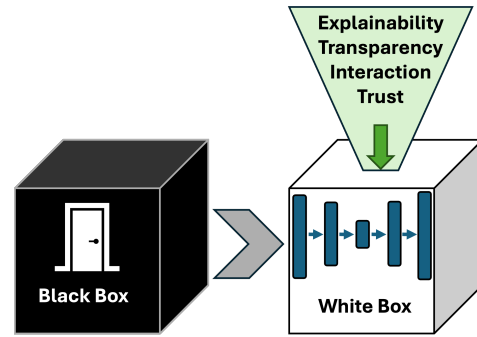 Explainability
Transparency
Interaction
Trust
Black Box
White Box